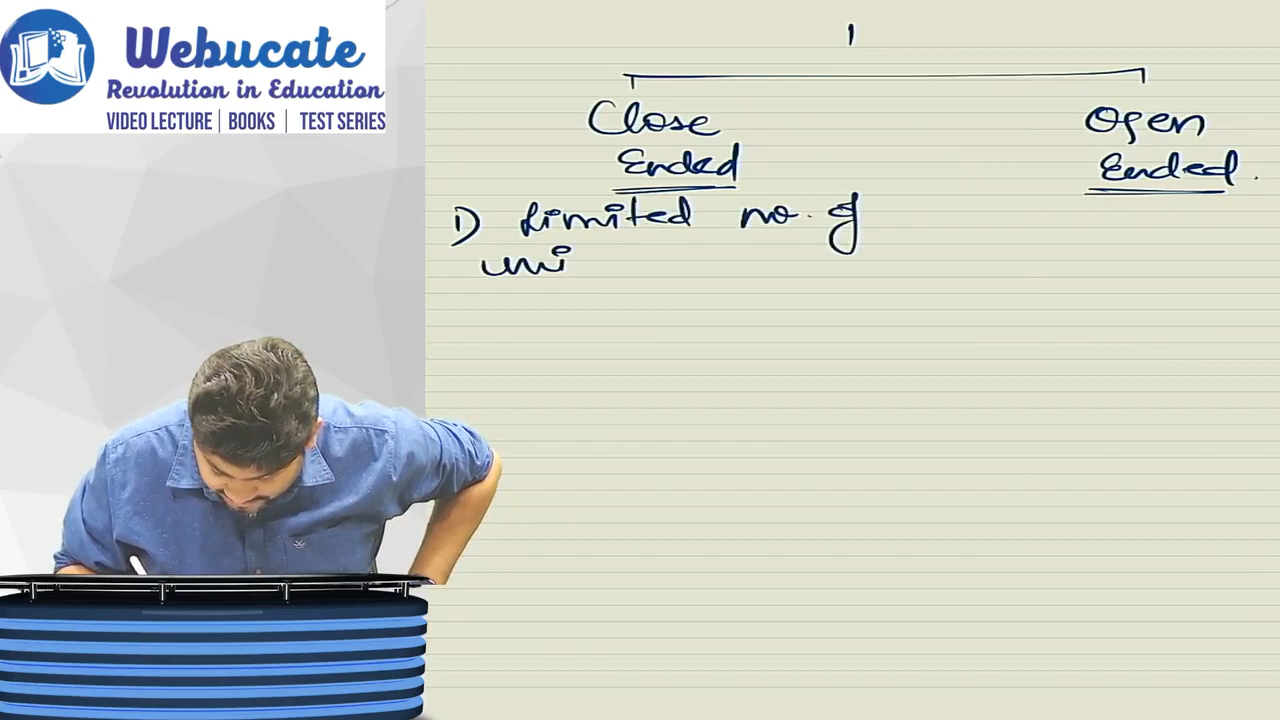 Webucate
Revolution in Education
VIDEO LECTURE | BOOKS | TEST SERIES
Close
Ended
Open
Ended.
1) Limited no. of
uni